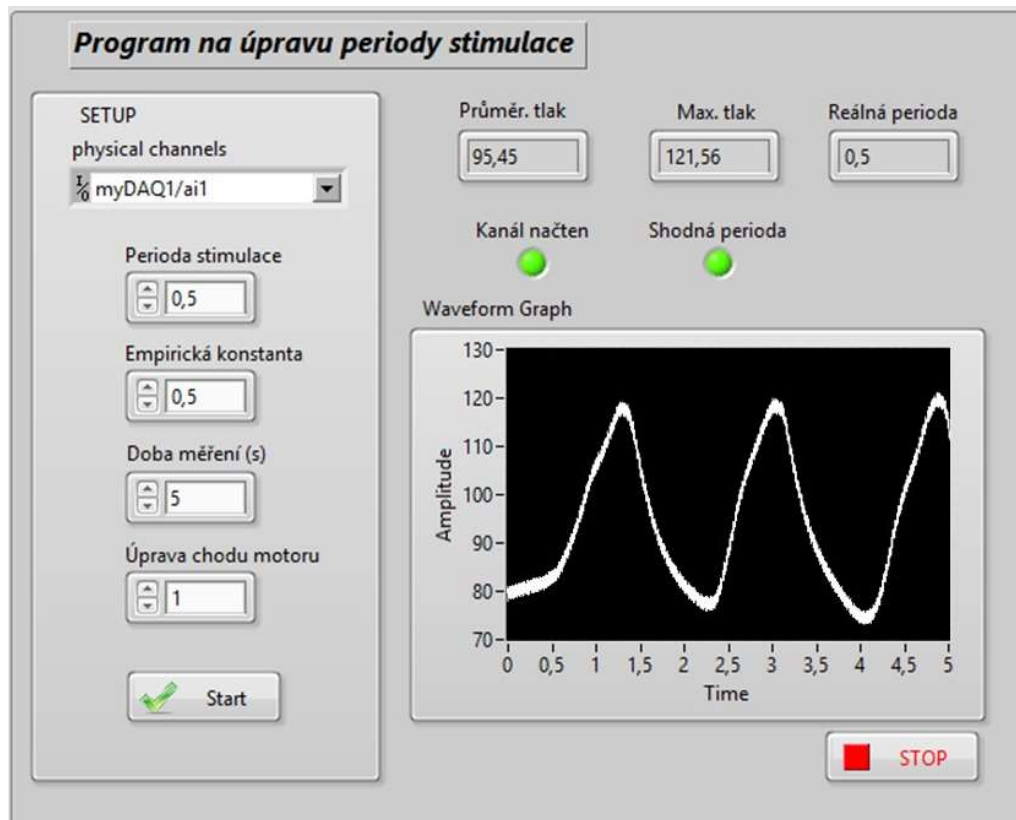 Program na úpravu periody stimulace
SETUP
physical channels
I/O myDAQ1/ai1
Perioda stimulace
0,5
Empirická konstanta
0,5
Doba měření (s)
5
Úprava chodu motoru
1
Start
Průměr. tlak
95,45
Max. tlak
121,56
Reálná perioda
0,5
Kanál načten
Shodná perioda
Waveform Graph
Amplitude
130
120
110
100
90
80
70
0 0,5 1 1,5 2 2,5 3 3,5 4 4,5 5
Time
STOP